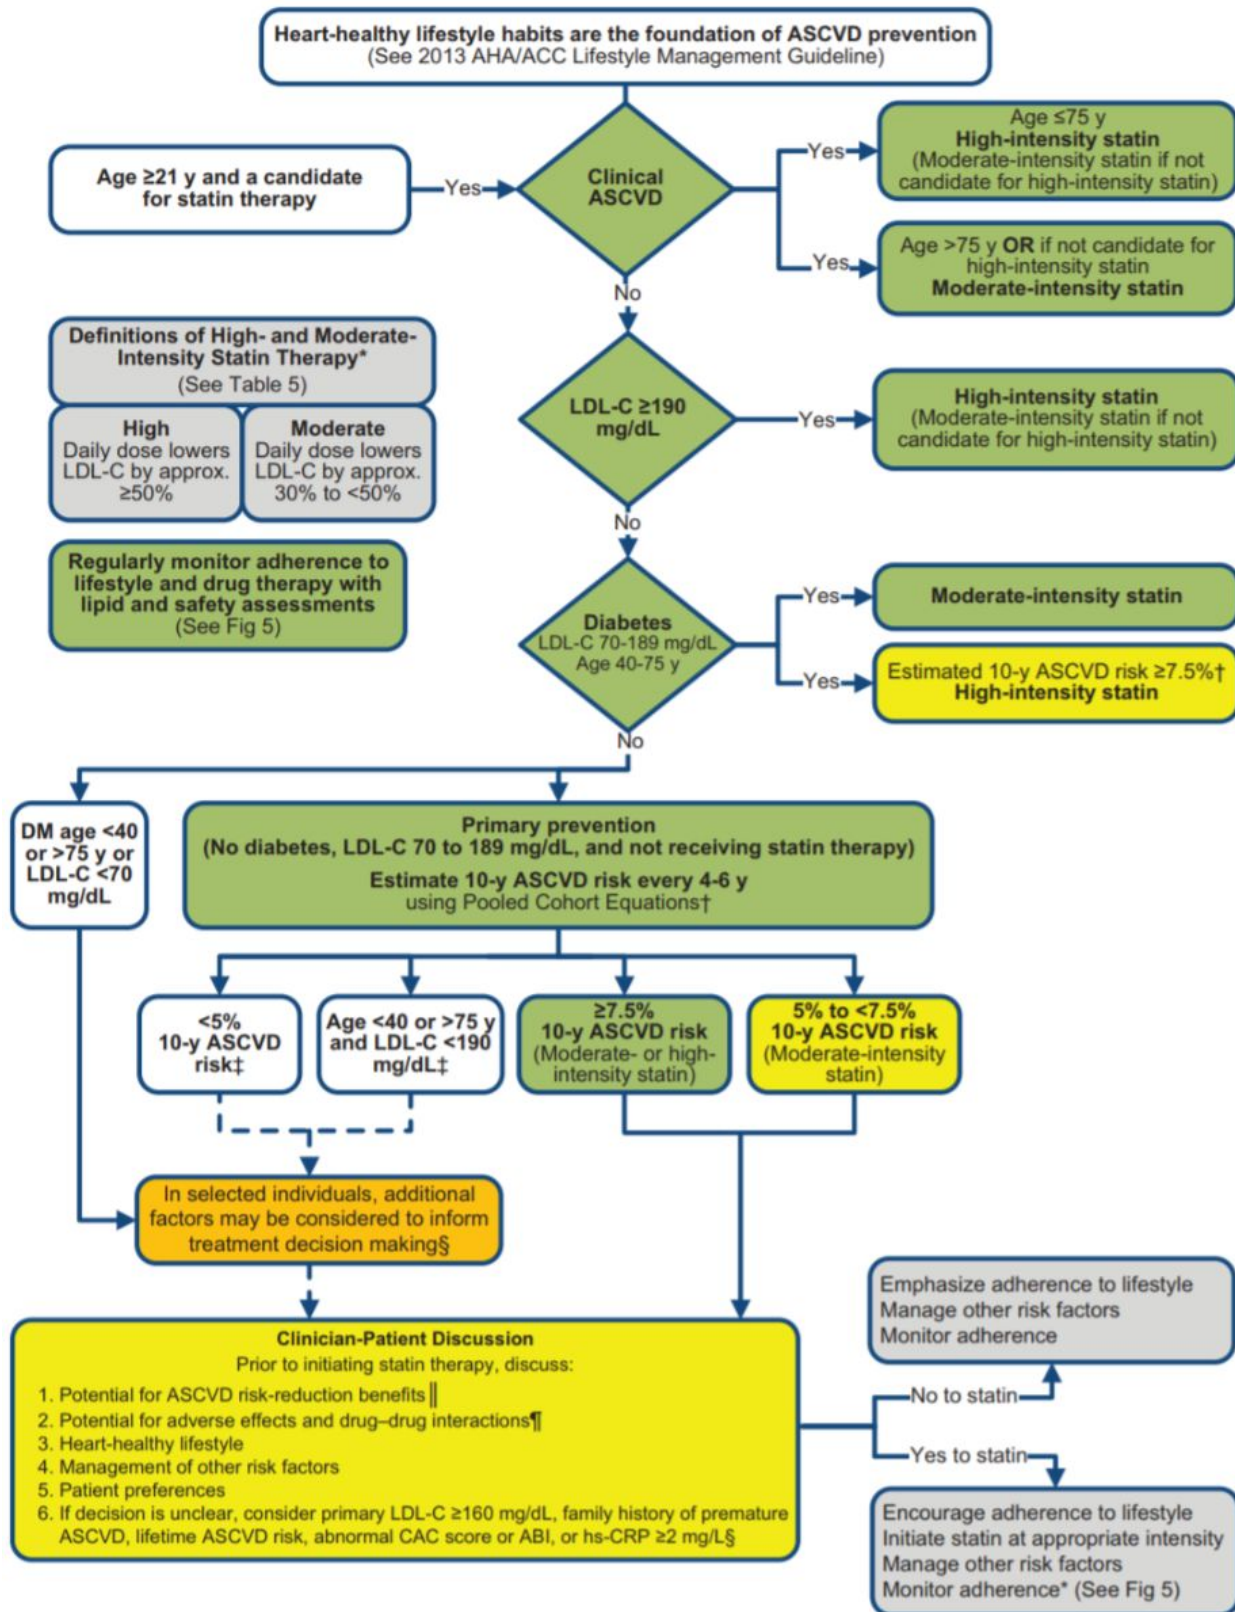 Heart-healthy lifestyle habits are the foundation of ASCVD prevention
(See 2013 AHA/ACC Lifestyle Management Guideline)
Age ≥21 y and a candidate
for statin therapy
Yes
Clinical
ASCVD
Yes
Age ≤75 y
High-intensity statin
(Moderate-intensity statin if not
candidate for high-intensity statin)
Yes
Age >75 y OR if not candidate for
high-intensity statin
Moderate-intensity statin
No
Definitions of High- and Moderate-
Intensity Statin Therapy*
(See Table 5)
High
Daily dose lowers
LDL-C by approx.
≥50%
Moderate
Daily dose lowers
LDL-C by approx.
30% to <50%
LDL-C ≥190
mg/dL
Yes
High-intensity statin
(Moderate-intensity statin if not
candidate for high-intensity statin)
No
Regularly monitor adherence to
lifestyle and drug therapy with
lipid and safety assessments
(See Fig 5)
Diabetes
LDL-C 70-189 mg/dL
Age 40-75 y
Yes
Moderate-intensity statin
Yes
Estimated 10-y ASCVD risk ≥7.5%†
High-intensity statin
No
DM age <40
or >75 y or
LDL-C <70
mg/dL
Primary prevention
(No diabetes, LDL-C 70 to 189 mg/dL, and not receiving statin therapy)
Estimate 10-y ASCVD risk every 4-6 y
using Pooled Cohort Equations†
<5%
10-y ASCVD
risk‡
Age <40 or >75 y
and LDL-C <190
mg/dL‡
≥7.5%
10-y ASCVD risk
(Moderate- or high-
intensity statin)
5% to <7.5%
10-y ASCVD risk
(Moderate-intensity
statin)
In selected individuals, additional
factors may be considered to inform
treatment decision making§
Clinician-Patient Discussion
Prior to initiating statin therapy, discuss:
1. Potential for ASCVD risk-reduction benefits║
2. Potential for adverse effects and drug–drug interactions¶
3. Heart-healthy lifestyle
4. Management of other risk factors
5. Patient preferences
6. If decision is unclear, consider primary LDL-C ≥160 mg/dL, family history of premature
ASCVD, lifetime ASCVD risk, abnormal CAC score or ABI, or hs-CRP ≥2 mg/L§
Emphasize adherence to lifestyle
Manage other risk factors
Monitor adherence
No to statin
Yes to statin
Encourage adherence to lifestyle
Initiate statin at appropriate intensity
Manage other risk factors
Monitor adherence* (See Fig 5)